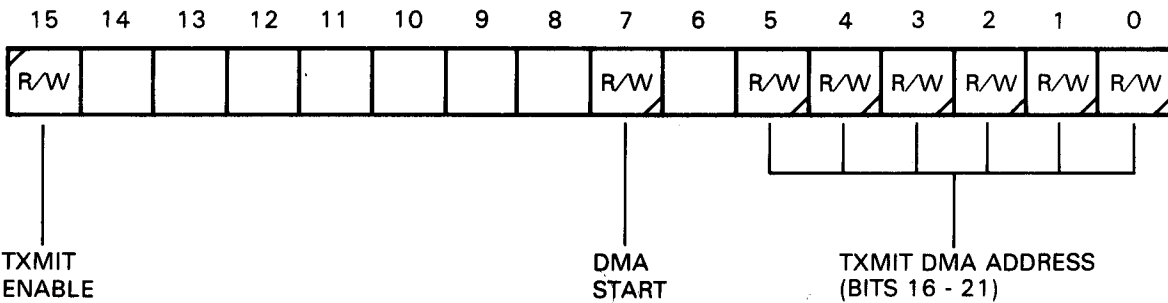 15 14 13 12 11 10 9 8 7 6 5 4 3 2 1 0
R/W R/W R/W R/W R/W R/W R/W R/W
TXMIT ENABLE
DMA START
TXMIT DMA ADDRESS
(BITS 16 - 21)